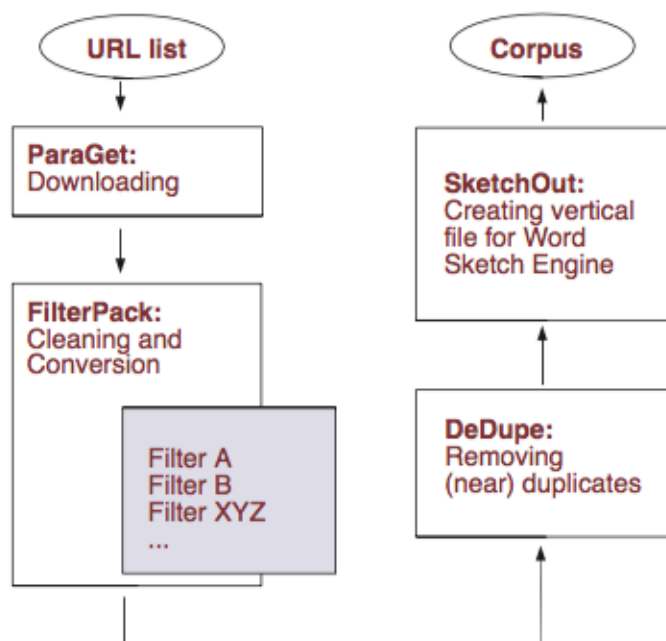 URL list
ParaGet:
Downloading
FilterPack:
Cleaning and
Conversion
Filter A
Filter B
Filter XYZ
...
DeDupe:
Removing
(near) duplicates
SketchOut:
Creating vertical
file for Word
Sketch Engine
Corpus